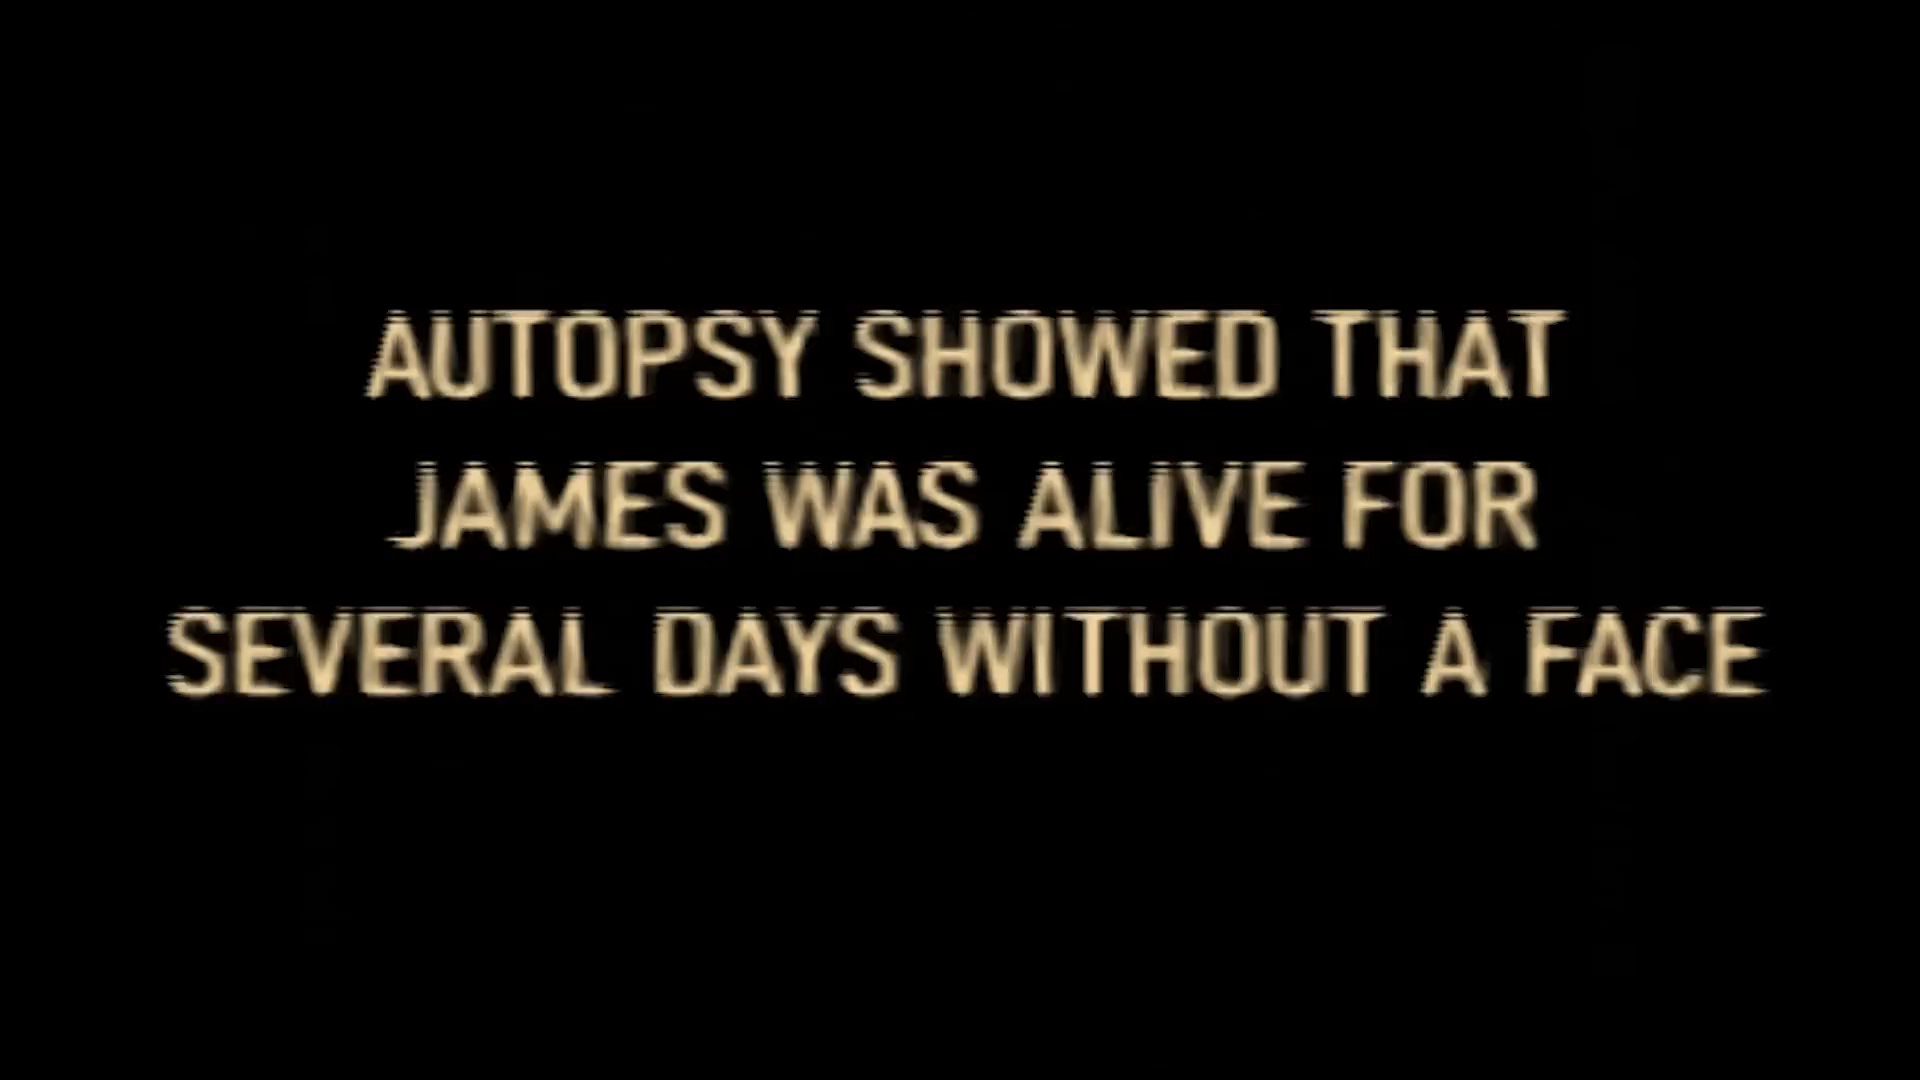 AUTOPSY SHOWED THAT
JAMES WAS ALIVE FOR
SEVERAL DAYS WITHOUT A FACE